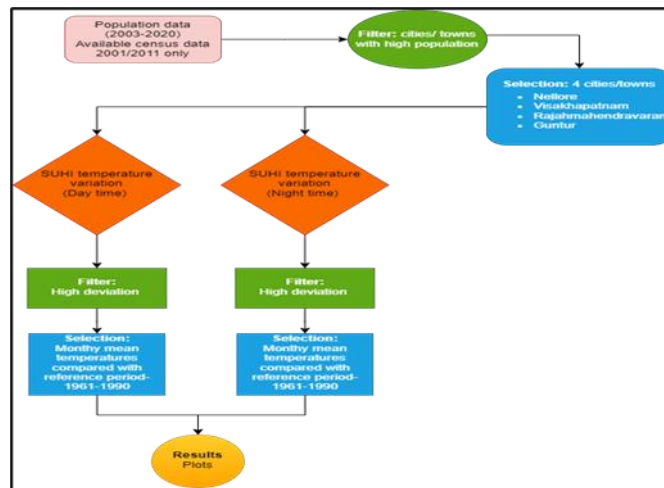 Population data
(2003-2020)
Available census data
2001/2011 only
Filter: cities/ towns
with high population
Selection: 4 cities/towns
Nellore
Visakhapatnam
Rajahmahendravaram
Guntur
SUHI temperature
variation
(Day time)
SUHI temperature
variation
(Night time)
Filter:
High deviation
Filter:
High deviation
Selection:
Monthy mean
temperatures
compared with
reference period-
1961-1990
Selection:
Monthy mean
temperatures
compared with
reference period-
1961-1990
Results
Plots